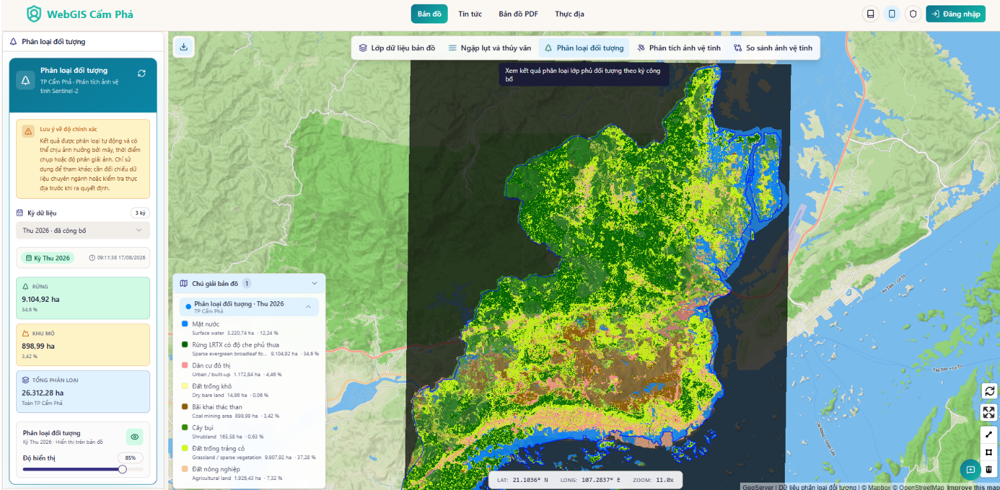 WebGIS Cẩm Phả
Bản đồ
Tin tức
Bản đồ PDF
Thực địa
Đăng nhập
Phân loại đối tượng
Phân loại đối tượng
TP Cẩm Phả · Phân tích ảnh vệ
tinh Sentinel-2
Lưu ý về độ chính xác
Kết quả được phân loại tự động và có
thể chịu ảnh hưởng bởi mây, thời điểm
chụp hoặc độ phân giải ảnh. Chỉ sử
dụng để tham khảo; cần đối chiếu dữ
liệu chuyên ngành hoặc kiểm tra thực
địa trước khi ra quyết định.
Kỳ dữ liệu
3 kỳ
Thu 2026 · đã công bố
Kỳ Thu 2026
09:11:38 17/08/2026
RỪNG
9.104,92 ha
34,6 %
KHU MỎ
898,99 ha
3,42 %
TỔNG PHÂN LOẠI
26.312,28 ha
Toàn TP Cẩm Phả
Phân loại đối tượng
Kỳ Thu 2026 · Hiển thị trên bản đồ
Độ hiển thị
85%
Lớp dữ liệu bản đồ
Ngập lụt và thủy văn
Phân loại đối tượng
Phân tích ảnh vệ tinh
So sánh ảnh vệ tinh
Xem kết quả phân loại lớp phủ đối tượng theo kỳ công
bố
Chú giải bản đồ 1
Phân loại đối tượng · Thu 2026
TP Cẩm Phả
Mặt nước
Surface water 3.220,74 ha · 12,24 %
Rừng LRTX có độ che phủ thưa
Sparse evergreen broadleaf fo... 9.104,92 ha · 34,6 %
Dân cư đô thị
Urban / built-up 1.172,84 ha · 4,46 %
Đất trống khô
Dry bare land 14,86 ha · 0,06 %
Bãi khai thác than
Coal mining area 898,99 ha · 3,42 %
Cây bụi
Shrubland 165,58 ha · 0,63 %
Đất trống trảng cỏ
Grassland / sparse vegetation 9.807,92 ha · 37,28 %
Đất nông nghiệp
Agricultural land 1.926,43 ha · 7,32 %
LAT: 21.1036° N LONG: 107.2837° E ZOOM: 11.0x
GeoServer | Dữ liệu phân loại đối tượng | © Mapbox © OpenStreetMap Improve this map